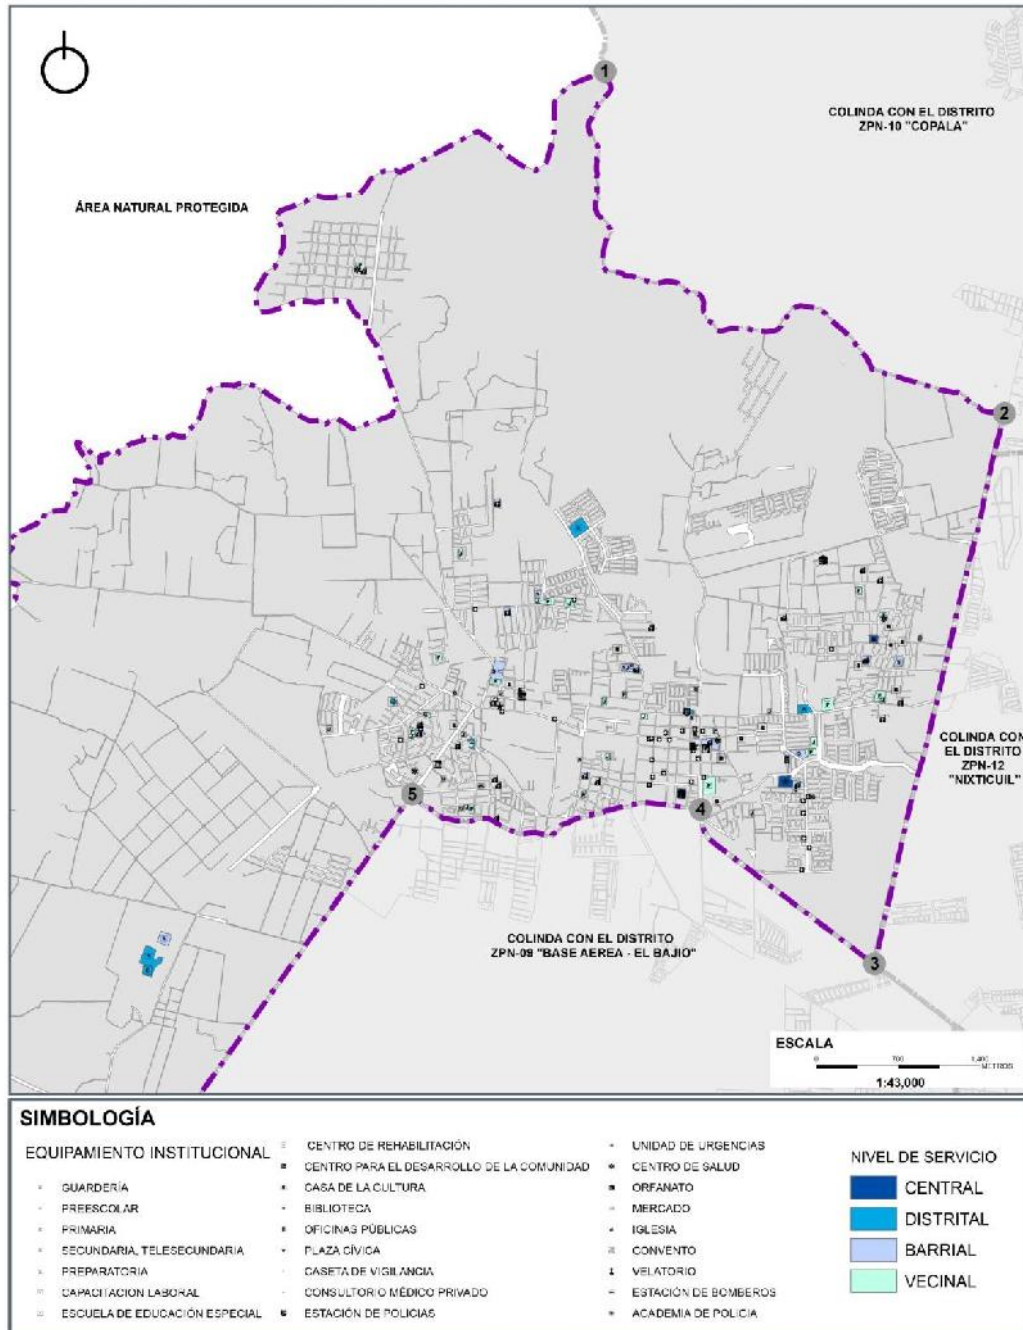 1
COLINDA CON EL DISTRITO
ZPN-10 "COPALA"
ÁREA NATURAL PROTEGIDA
2
COLINDA CON
EL DISTRITO
ZPN-12
"NIXTICUIL"
5
4
COLINDA CON EL DISTRITO
ZPN-09 "BASE AEREA - EL BAJIO"
3
ESCALA
0 700 1,400
METROS
1:43,000
SIMBOLOGÍA
EQUIPAMIENTO INSTITUCIONAL
GUARDERÍA
PREESCOLAR
PRIMARIA
SECUNDARIA, TELESECUNDARIA
PREPARATORIA
CAPACITACION LABORAL
ESCUELA DE EDUCACIÓN ESPECIAL
CENTRO DE REHABILITACIÓN
CENTRO PARA EL DESARROLLO DE LA COMUNIDAD
CASA DE LA CULTURA
BIBLIOTECA
OFICINAS PÚBLICAS
PLAZA CÍVICA
CASETA DE VIGILANCIA
CONSULTORIO MÉDICO PRIVADO
ESTACIÓN DE POLICIAS
UNIDAD DE URGENCIAS
CENTRO DE SALUD
ORFANATO
MERCADO
IGLESIA
CONVENTO
VELATORIO
ESTACIÓN DE BOMBEROS
ACADEMIA DE POLICIA
NIVEL DE SERVICIO
CENTRAL
DISTRITAL
BARRIAL
VECINAL